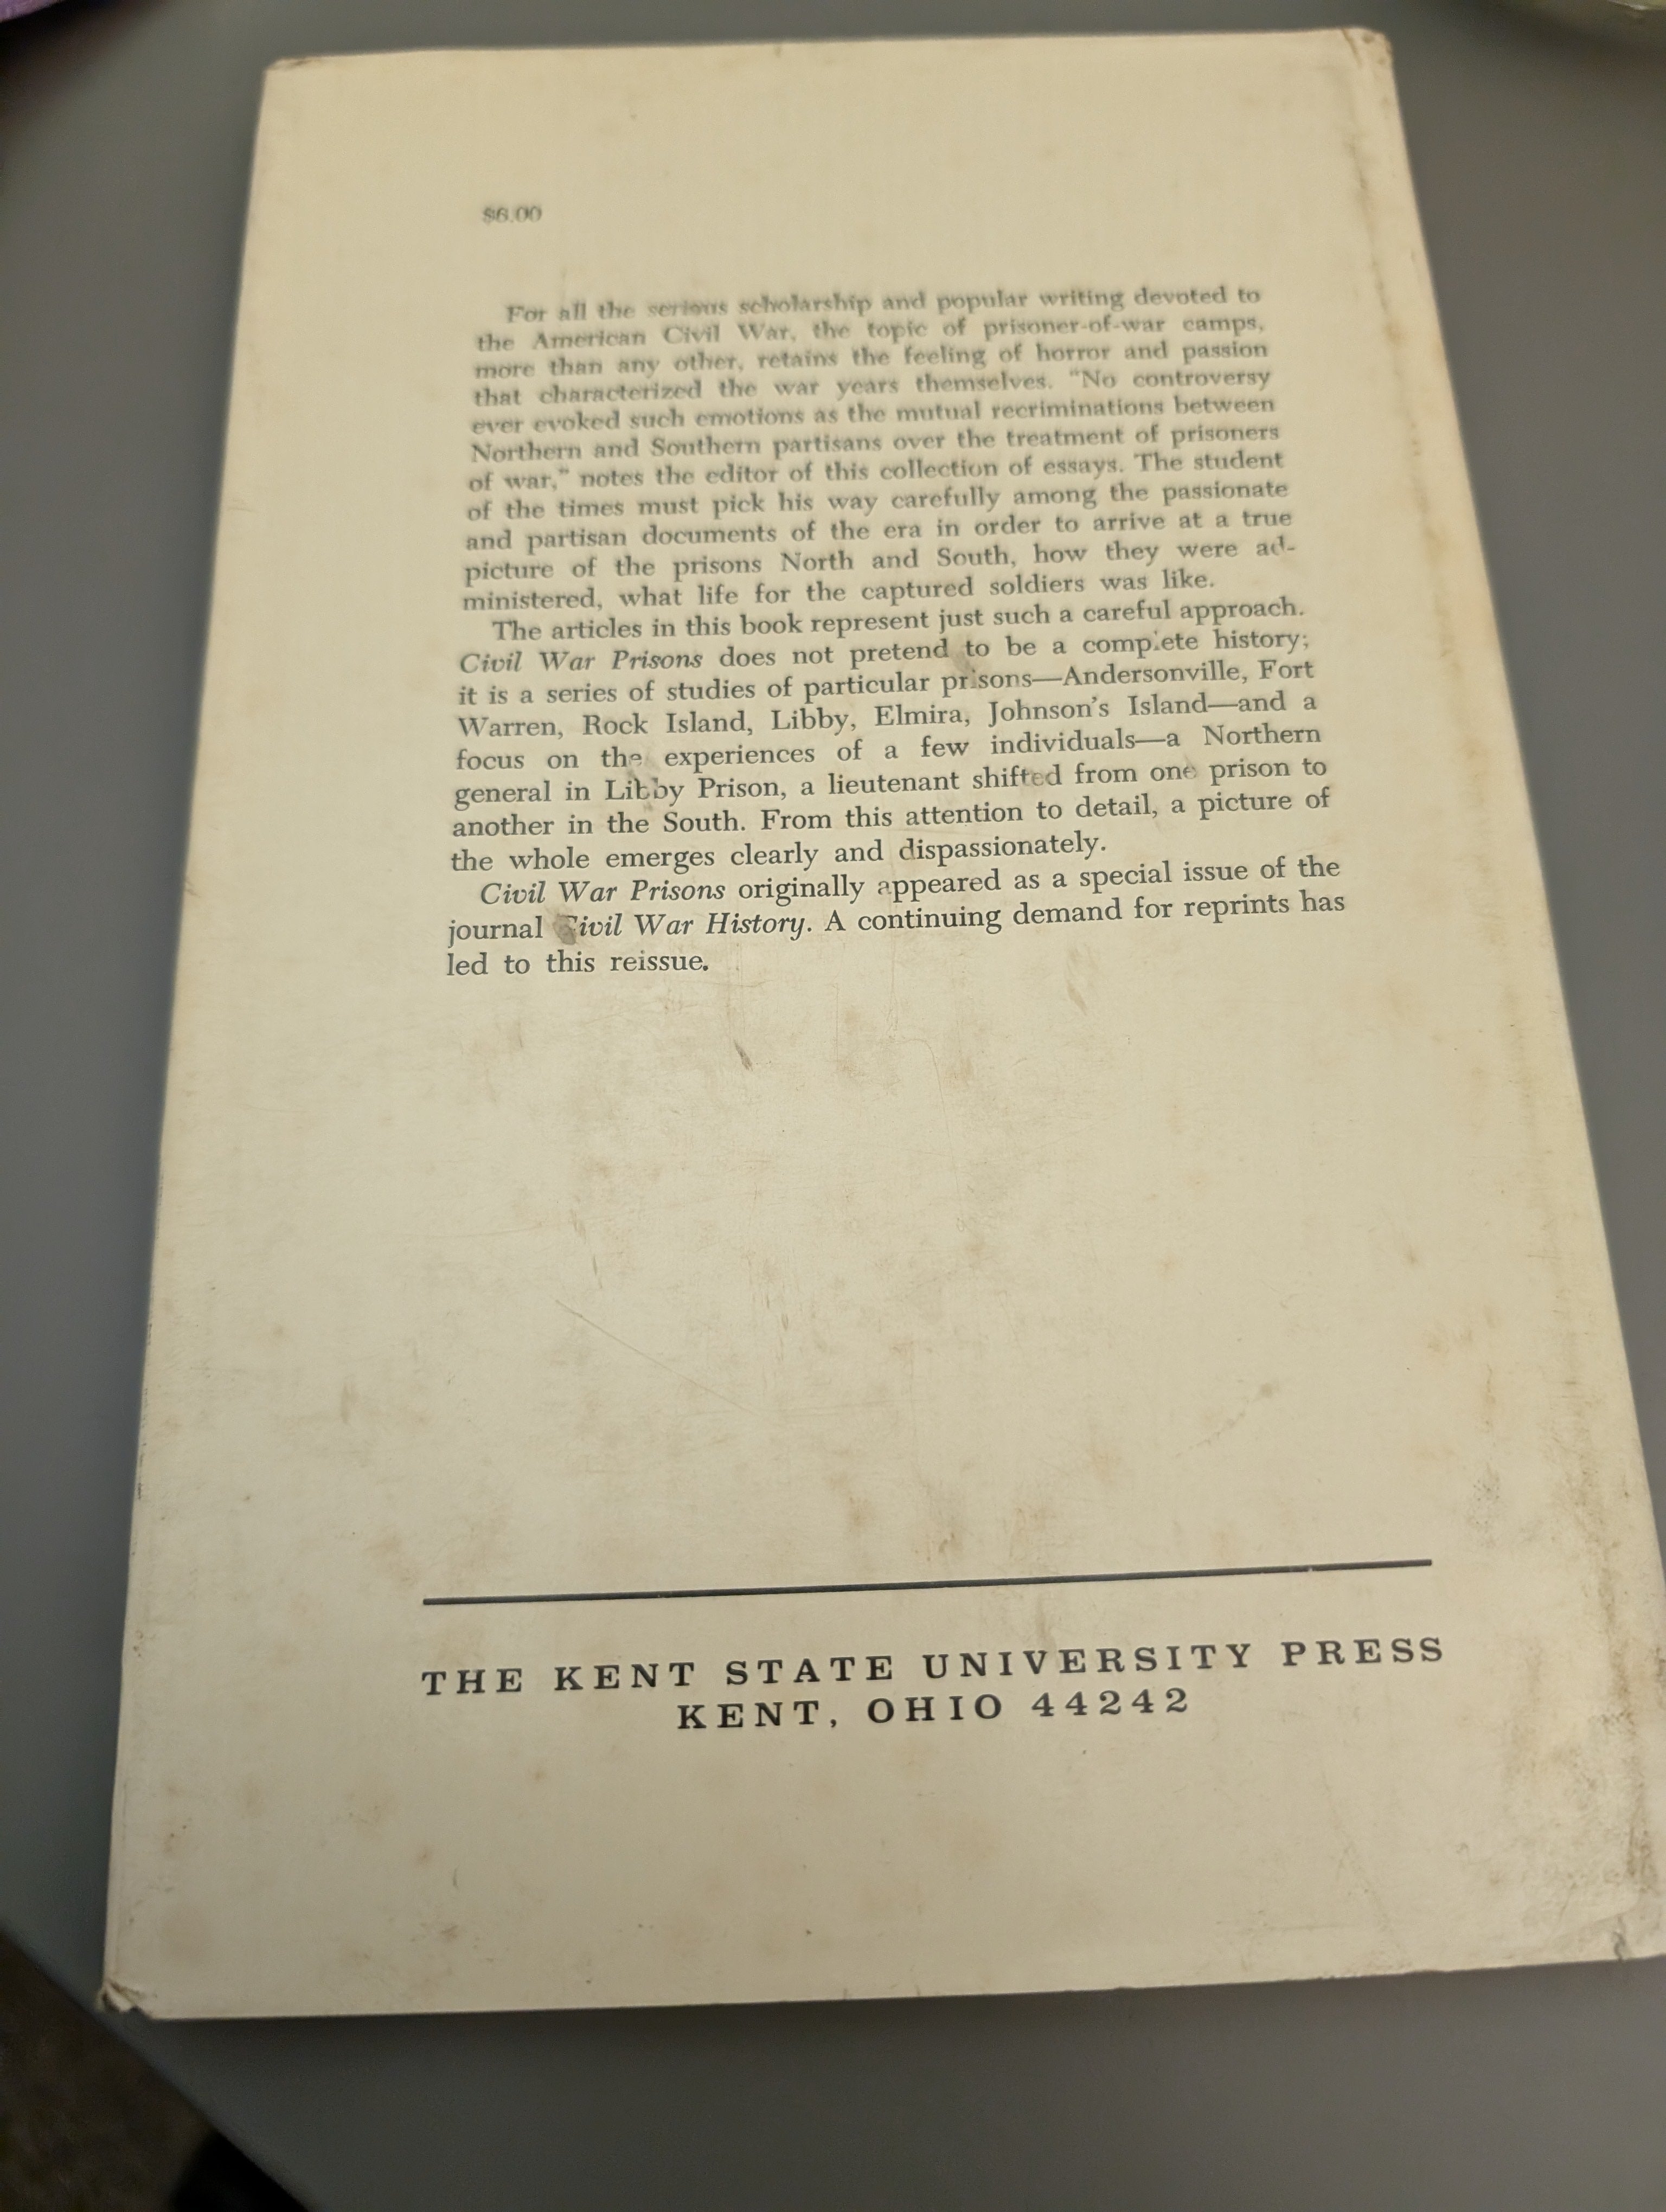 $6.00
For all the serious scholarship and popular writing devoted to
the American Civil War, the topic of prisoner-of-war camps,
more than any other, retains the feeling of horror and passion
that characterized the war years themselves. "No controversy
ever evoked such emotions as the mutual recriminations between
Northern and Southern partisans over the treatment of prisoners
of war," notes the editor of this collection of essays. The student
of the times must pick his way carefully among the passionate
and partisan documents of the era in order to arrive at a true
picture of the prisons North and South, how they were ad-
ministered, what life for the captured soldiers was like.
The articles in this book represent just such a careful approach.
Civil War Prisons does not pretend to be a complete history;
it is a series of studies of particular prisons—Andersonville, Fort
Warren, Rock Island, Libby, Elmira, Johnson's Island—and a
focus on the experiences of a few individuals—a Northern
general in Libby Prison, a lieutenant shifted from one prison to
another in the South. From this attention to detail, a picture of
the whole emerges clearly and dispassionately.
Civil War Prisons originally appeared as a special issue of the
journal Civil War History. A continuing demand for reprints has
led to this reissue.
THE KENT STATE UNIVERSITY PRESS
KENT, OHIO 44242